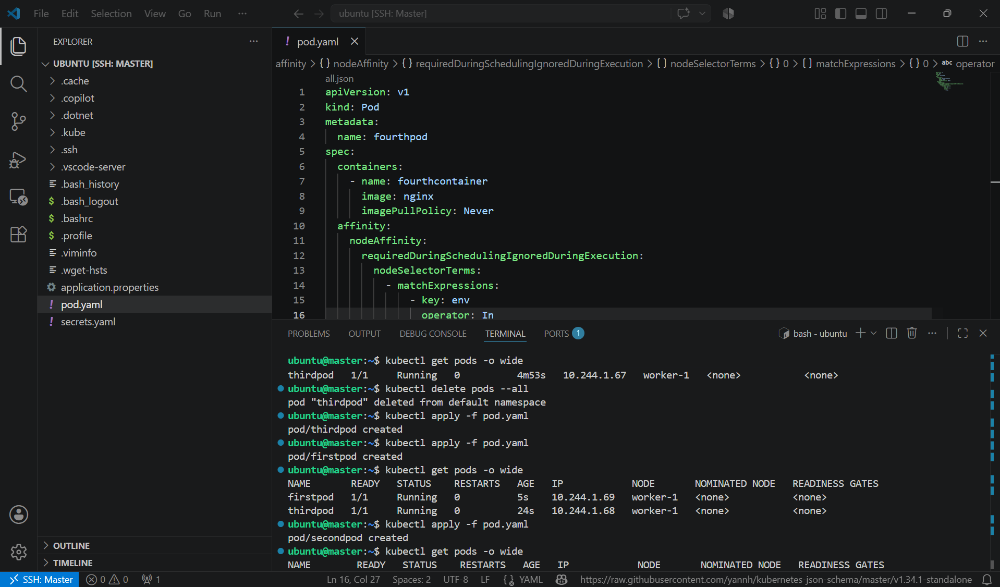 File Edit Selection View Go Run ···
ubuntu [SSH: Master]
EXPLORER
UBUNTU [SSH: MASTER]
.cache
.copilot
.dotnet
.kube
.ssh
.vscode-server
.bash_history
$ .bash_logout
$ .bashrc
$ .profile
.viminfo
.wget-hsts
application.properties
! pod.yaml
! secrets.yaml
OUTLINE
TIMELINE
! pod.yaml
affinity > { } nodeAffinity > { } requiredDuringSchedulingIgnoredDuringExecution > [ ] nodeSelectorTerms > { } 0 > [ ] matchExpressions > { } 0 > abc operator
all.json
1 apiVersion: v1
2 kind: Pod
3 metadata:
4 name: fourthpod
5 spec:
6 containers:
7 - name: fourthcontainer
8 image: nginx
9 imagePullPolicy: Never
10 affinity:
11 nodeAffinity:
12 requiredDuringSchedulingIgnoredDuringExecution:
13 nodeSelectorTerms:
14 - matchExpressions:
15 - key: env
16 operator: In
PROBLEMS OUTPUT DEBUG CONSOLE TERMINAL PORTS 1
bash - ubuntu
ubuntu@master:~$ kubectl get pods -o wide
thirdpod 1/1 Running 0 4m53s 10.244.1.67 worker-1 <none> <none>
ubuntu@master:~$ kubectl delete pods --all
pod "thirdpod" deleted from default namespace
ubuntu@master:~$ kubectl apply -f pod.yaml
pod/thirdpod created
ubuntu@master:~$ kubectl apply -f pod.yaml
pod/firstpod created
ubuntu@master:~$ kubectl get pods -o wide
NAME READY STATUS RESTARTS AGE IP NODE NOMINATED NODE READINESS GATES
firstpod 1/1 Running 0 5s 10.244.1.69 worker-1 <none> <none>
thirdpod 1/1 Running 0 24s 10.244.1.68 worker-1 <none> <none>
ubuntu@master:~$ kubectl apply -f pod.yaml
pod/secondpod created
ubuntu@master:~$ kubectl get pods -o wide
NAME READY STATUS RESTARTS AGE IP NODE NOMINATED NODE READINESS GATES
SSH: Master 0 0 1 Ln 16, Col 27 Spaces: 2 UTF-8 LF YAML https://raw.githubusercontent.com/yannh/kubernetes-json-schema/master/v1.34.1-standalone